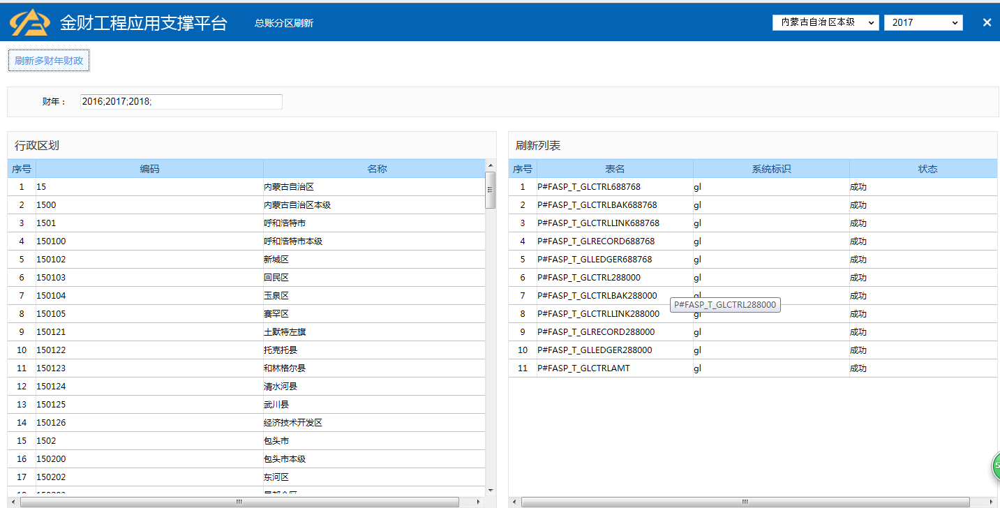 金财工程应用支撑平台 总账分区刷新 内蒙古自治区本级 2017
刷新多财年财政
财年： 2016;2017;2018;
行政区划
序号 编码 名称
1 15 内蒙古自治区
2 1500 内蒙古自治区本级
3 1501 呼和浩特市
4 150100 呼和浩特市本级
5 150102 新城区
6 150103 回民区
7 150104 玉泉区
8 150105 赛罕区
9 150121 土默特左旗
10 150122 托克托县
11 150123 和林格尔县
12 150124 清水河县
13 150125 武川县
14 150126 经济技术开发区
15 1502 包头市
16 150200 包头市本级
17 150202 东河区
刷新列表
序号 表名 系统标识 状态
1 P#FASP_T_GLCTRL688768 gl 成功
2 P#FASP_T_GLCTRLBAK688768 gl 成功
3 P#FASP_T_GLCTRLLINK688768 gl 成功
4 P#FASP_T_GLRECORD688768 gl 成功
5 P#FASP_T_GLLEDGER688768 gl 成功
6 P#FASP_T_GLCTRL288000 gl 成功
7 P#FASP_T_GLCTRLBAK288000 gl 成功
P#FASP_T_GLCTRL288000
8 P#FASP_T_GLCTRLLINK288000 gl 成功
9 P#FASP_T_GLRECORD288000 gl 成功
10 P#FASP_T_GLLEDGER288000 gl 成功
11 P#FASP_T_GLCTRLAMT gl 成功